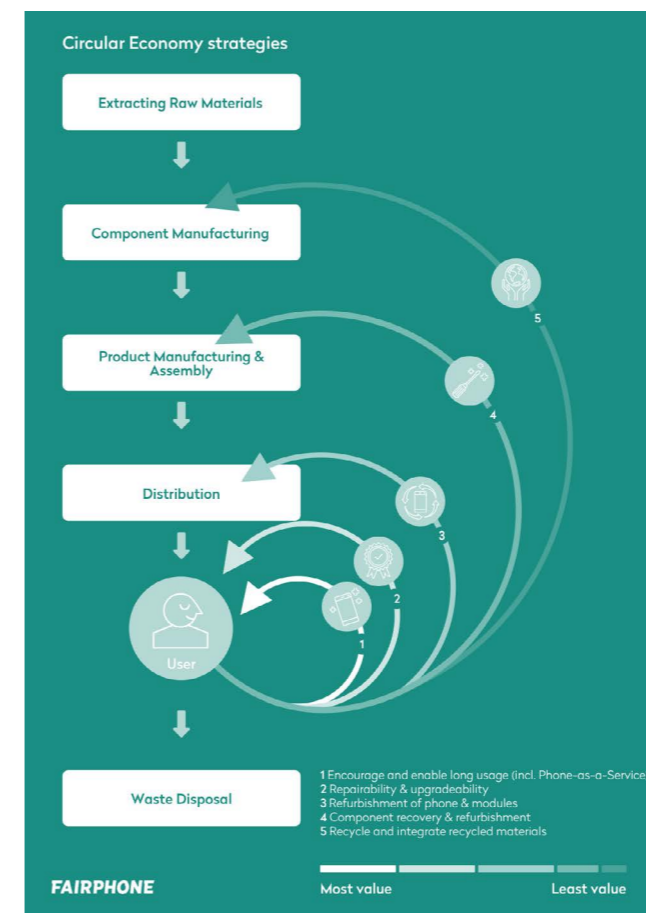 Circular Economy strategies
Extracting Raw Materials
Component Manufacturing
5
Product Manufacturing &
Assembly
4
Distribution
3
2
1
User
Waste Disposal
1 Encourage and enable long usage (incl. Phone-as-a-Service
2 Repairability & upgradeability
3 Refurbishment of phone & modules
4 Component recovery & refurbishment
5 Recycle and integrate recycled materials
FAIRPHONE
Most value
Least value